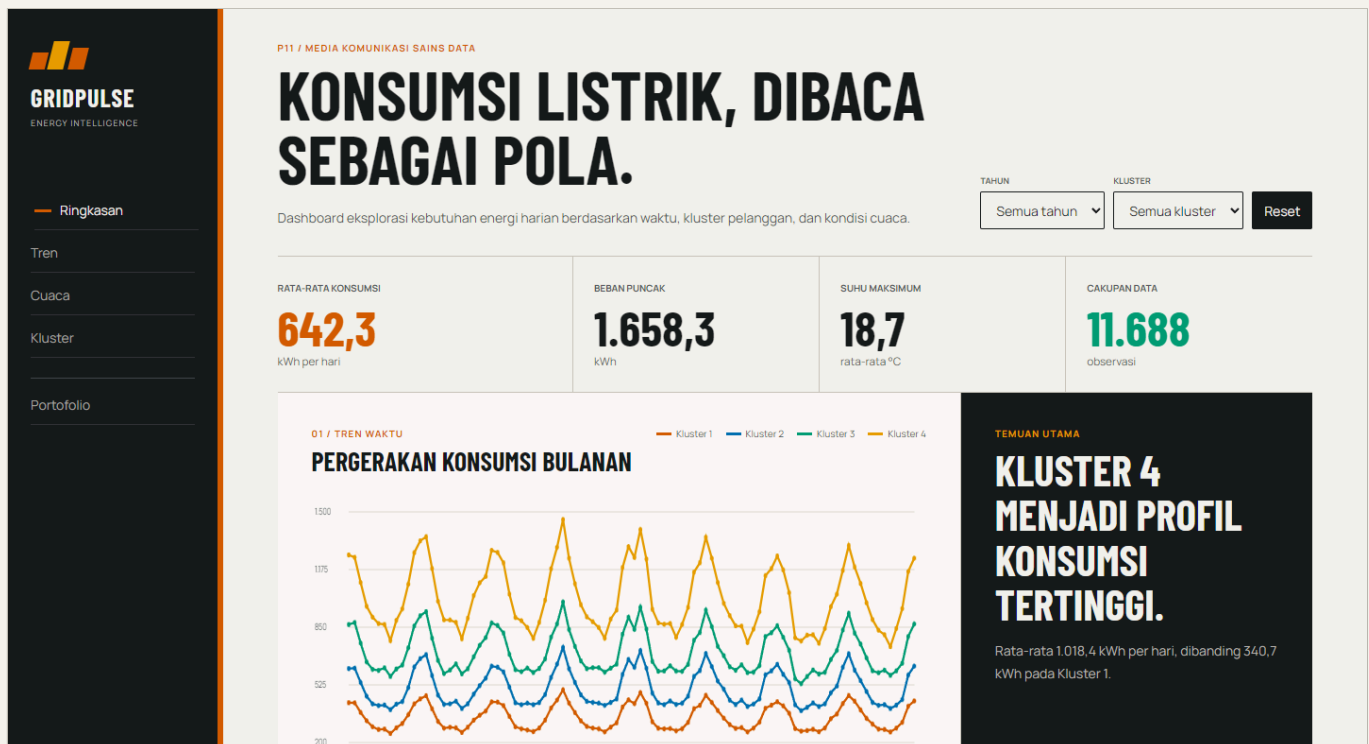 GRIDPULSE
ENERGY INTELLIGENCE
Ringkasan
Tren
Cuaca
Kluster
Portofolio
P11 / MEDIA KOMUNIKASI SAINS DATA
KONSUMSI LISTRIK, DIBACA
SEBAGAI POLA.
Dashboard eksplorasi kebutuhan energi harian berdasarkan waktu, kluster pelanggan, dan kondisi cuaca.
TAHUN
KLUSTER
Semua tahun
Semua kluster
Reset
RATA-RATA KONSUMSI
642,3
kWh per hari
BEBAN PUNCAK
1.658,3
kWh
SUHU MAKSIMUM
18,7
rata-rata °C
CAKUPAN DATA
11.688
observasi
01 / TREN WAKTU
PERGERAKAN KONSUMSI BULANAN
Kluster 1
Kluster 2
Kluster 3
Kluster 4
1.500
1.175
850
525
200
TEMUAN UTAMA
KLUSTER 4
MENJADI PROFIL
KONSUMSI
TERTINGGI.
Rata-rata 1.018,4 kWh per hari, dibanding 340,7
kWh pada Kluster 1.